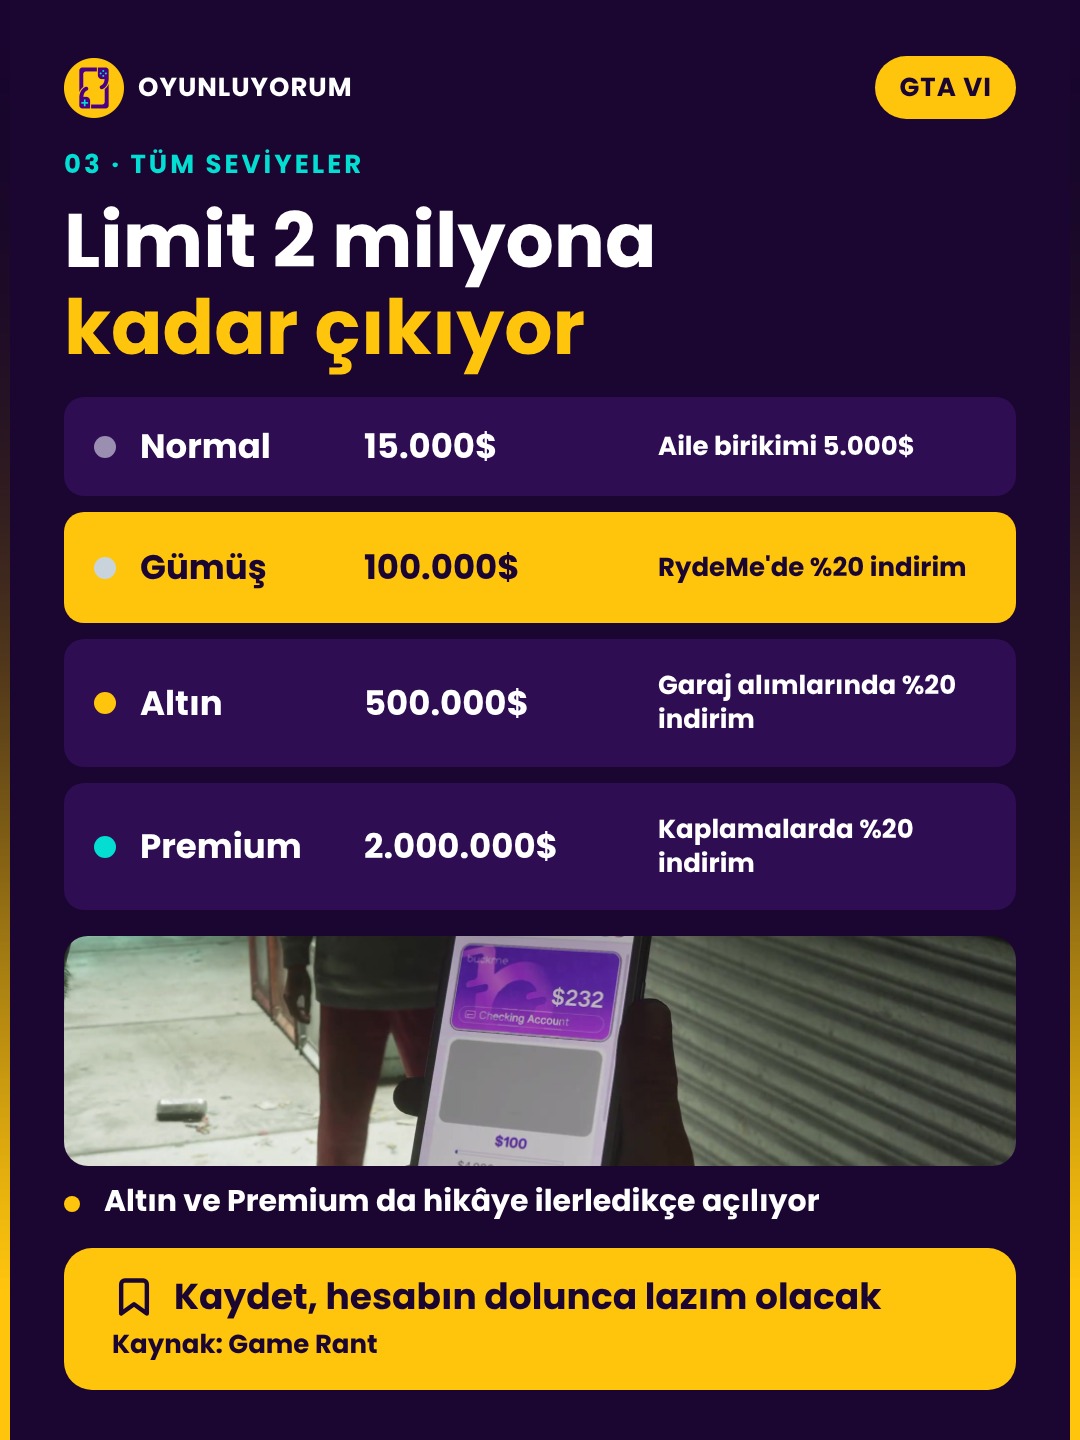 OYUNLUYORUM
GTA VI
03 · TÜM SEVİYELER
Limit 2 milyona
kadar çıkıyor
Normal 15.000$ Aile birikimi 5.000$
Gümüş 100.000$ RydeMe'de %20 indirim
Altın 500.000$ Garaj alımlarında %20
indirim
Premium 2.000.000$ Kaplamalarda %20
indirim
buckme
$232
Checking Account
$100
Altın ve Premium da hikâye ilerledikçe açılıyor
Kaydet, hesabın dolunca lazım olacak
Kaynak: Game Rant